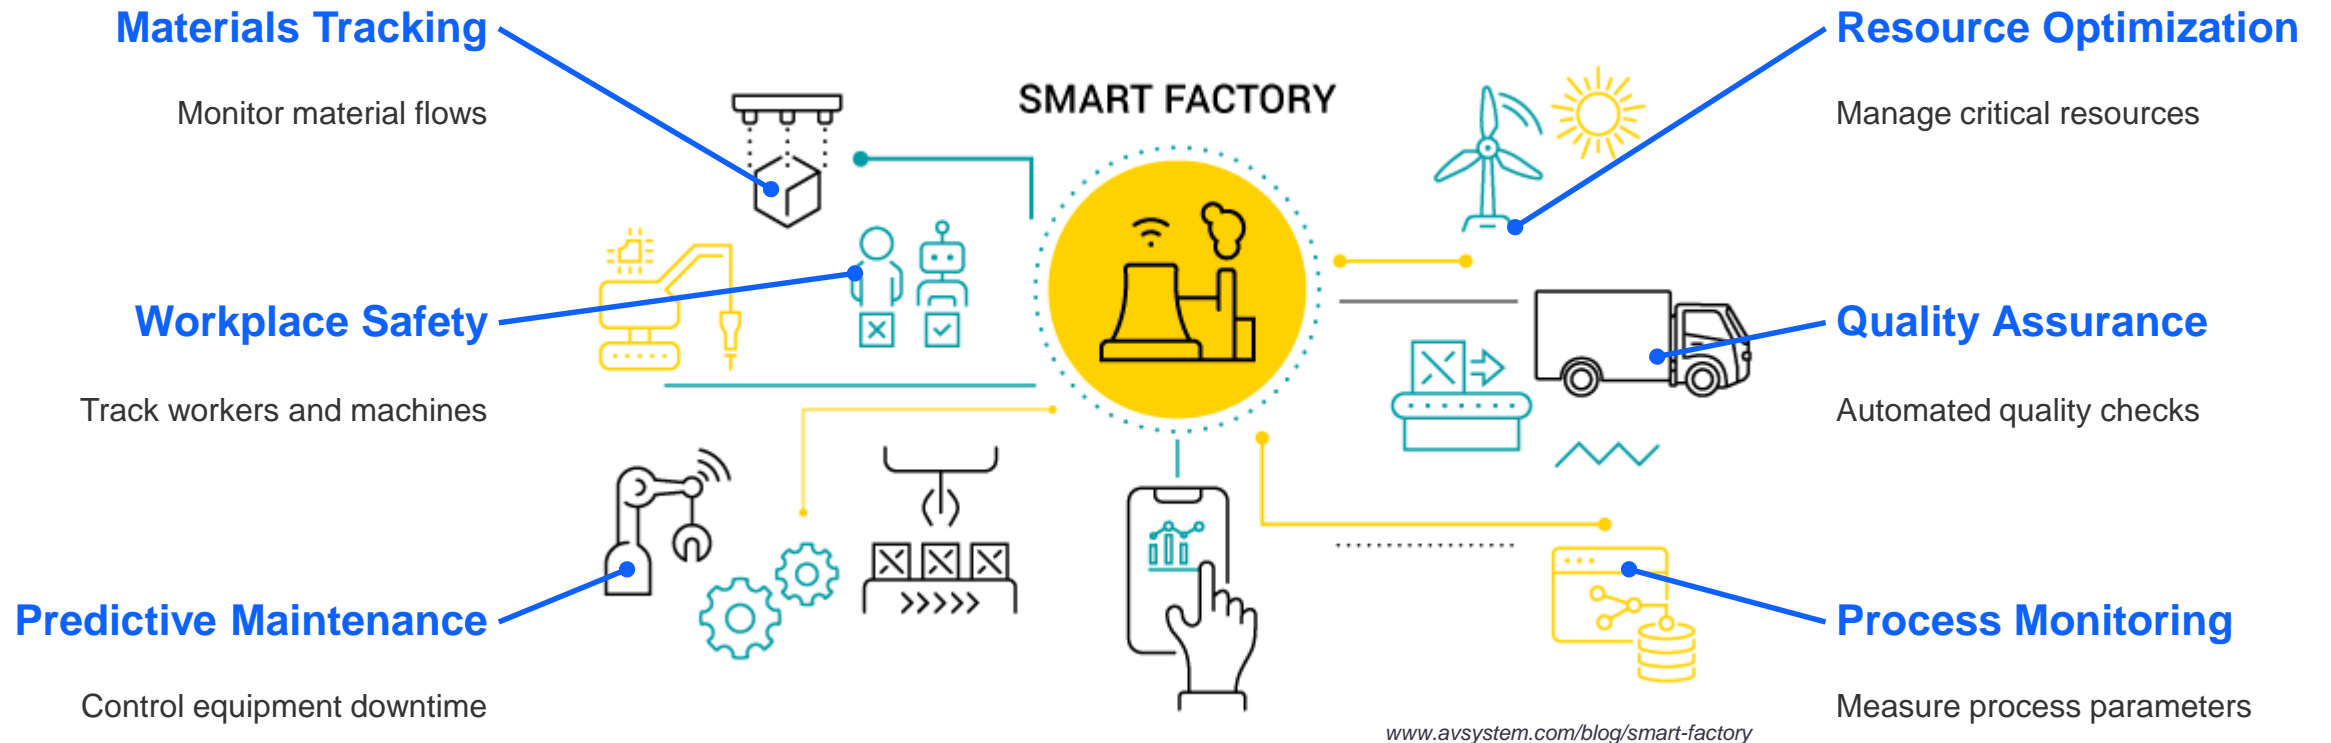 Materials Tracking
Monitor material flows
Workplace Safety
Track workers and machines
Predictive Maintenance
Control equipment downtime
SMART FACTORY
Resource Optimization
Manage critical resources
Quality Assurance
Automated quality checks
Process Monitoring
Measure process parameters
www.avsystem.com/blog/smart-factory